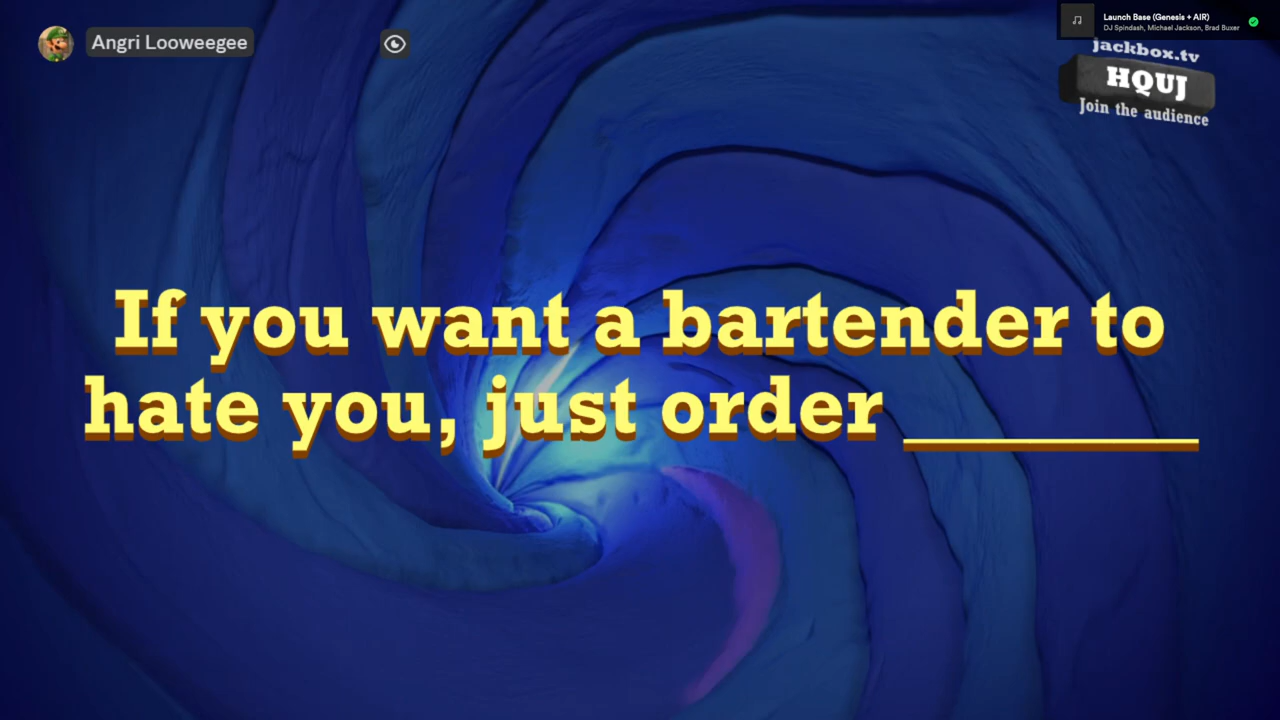 Angri Looweegee
Launch Base (Genesis + AIR)
DJ Spindash, Michael Jackson, Brad Buxer
jackbox.tv
HQUJ
Join the audience
If you want a bartender to
hate you, just order ________